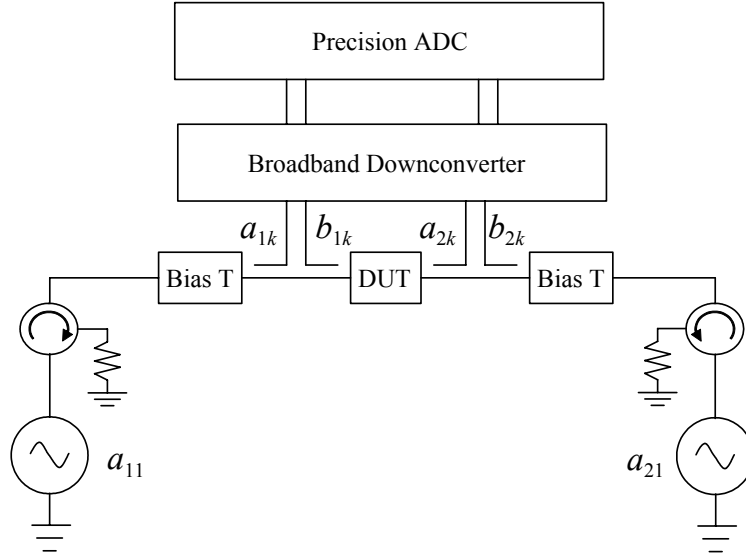 Precision ADC
Broadband Downconverter
a1k b1k a2k b2k
Bias T DUT Bias T
a11 a21